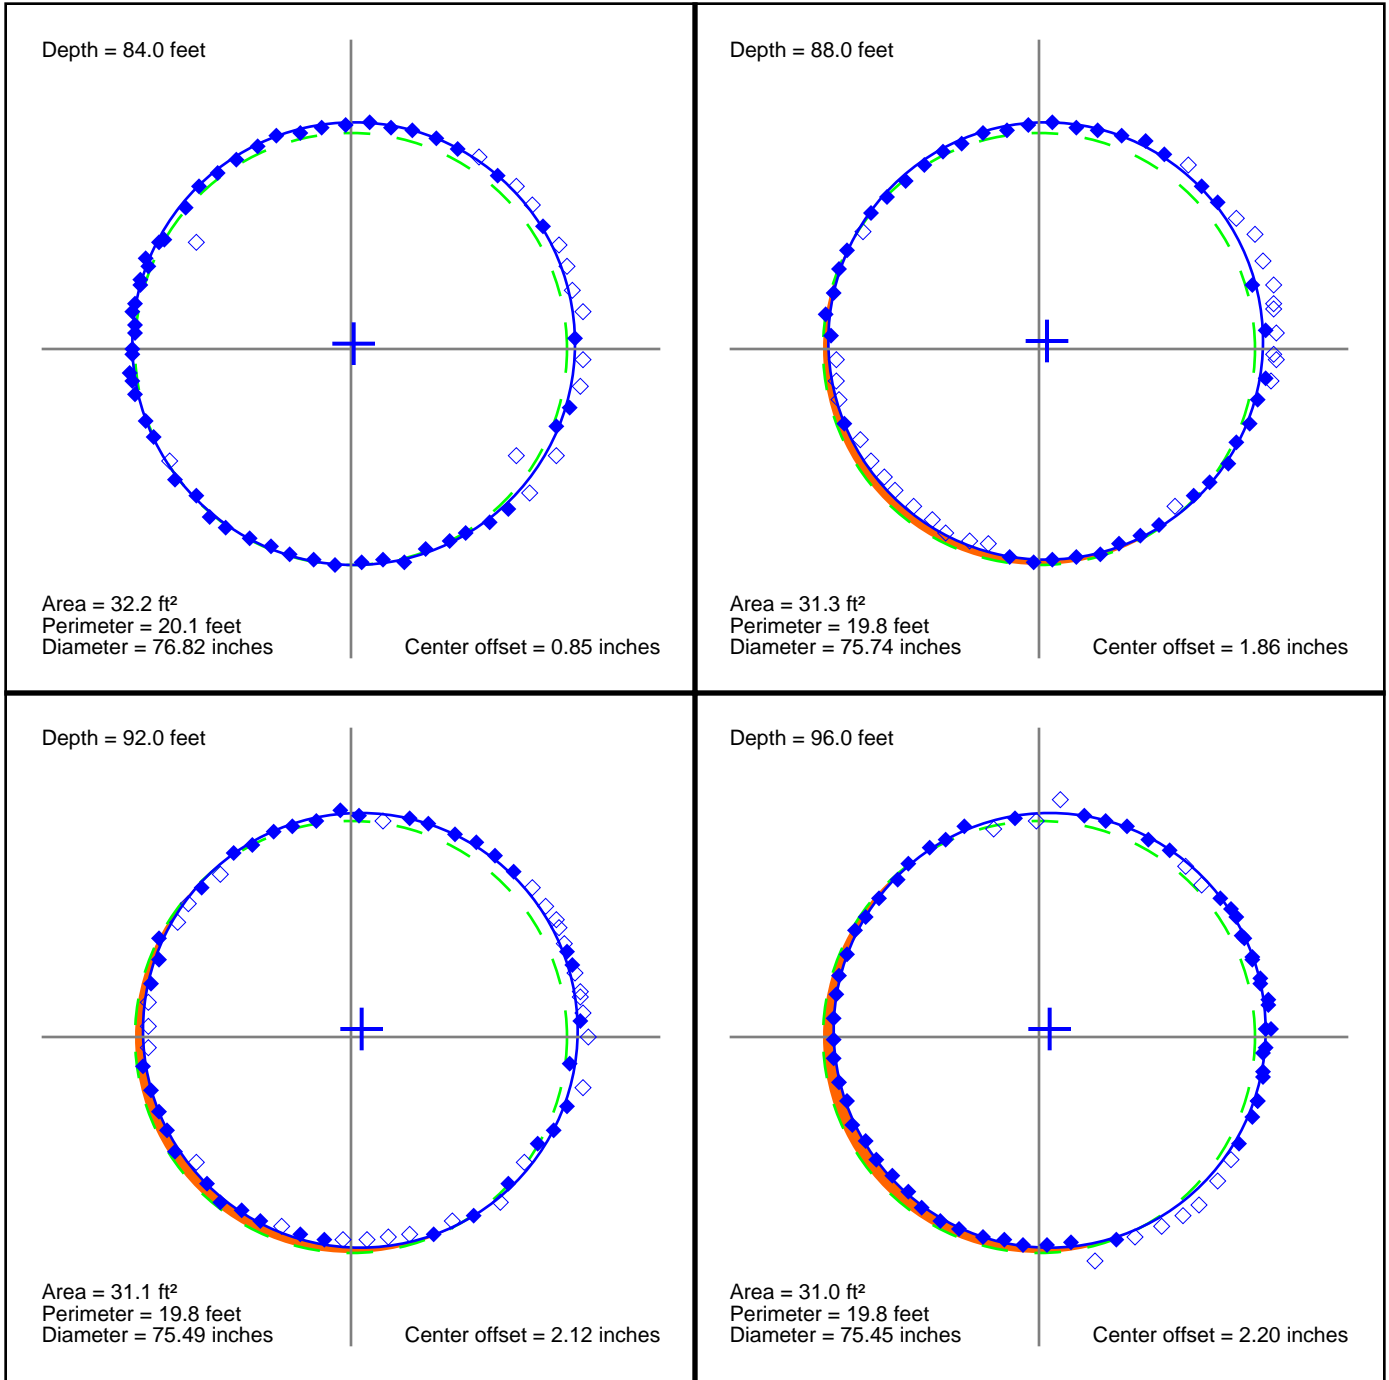 Depth = 84.0 feet
Area = 32.2 ft²
Perimeter = 20.1 feet
Diameter = 76.82 inches
Center offset = 0.85 inches
Depth = 88.0 feet
Area = 31.3 ft²
Perimeter = 19.8 feet
Diameter = 75.74 inches
Center offset = 1.86 inches
Depth = 92.0 feet
Area = 31.1 ft²
Perimeter = 19.8 feet
Diameter = 75.49 inches
Center offset = 2.12 inches
Depth = 96.0 feet
Area = 31.0 ft²
Perimeter = 19.8 feet
Diameter = 75.45 inches
Center offset = 2.20 inches